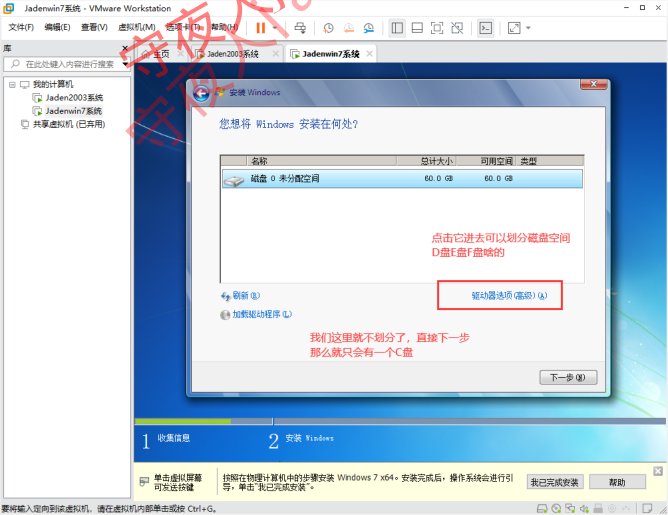 Jadenwin7系统 - VMware Workstation
文件(F) 编辑(E) 查看(V) 虚拟机(M) 选项卡(T) 帮助(H)
库
在此处键入内容进行搜索
我的计算机
Jaden2003系统
Jadenwin7系统
共享虚拟机 (已弃用)
主页 Jaden2003系统 Jadenwin7系统
守夜人
守夜人
安装 Windows
您想将 Windows 安装在何处?
名称 总计大小 可用空间 类型
磁盘 0 未分配空间 60.0 GB 60.0 GB
点击它进去可以划分磁盘空间
D盘E盘F盘啥的
刷新(R) 驱动器选项(高级)(A)
加载驱动程序(L)
我们这里就不划分了，直接下一步
那么就只会有一个C盘
下一步(N)
1 收集信息 2 安装 Windows
单击虚拟屏幕
可发送按键
按照在物理计算机中的步骤安装 Windows 7 x64。安装完成后，操作系统会进行引
导，单击"我已完成安装"。
我已完成安装 帮助
要将输入定向到该虚拟机，请在虚拟机内部单击或按 Ctrl+G。